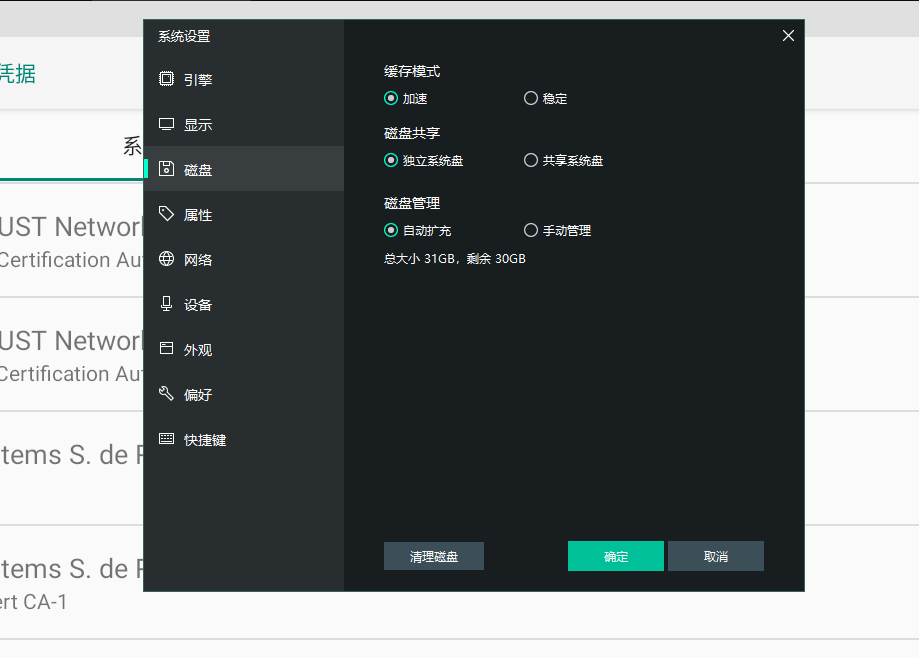 系统设置
引擎
显示
磁盘
属性
网络
设备
外观
偏好
快捷键
缓存模式
加速 稳定
磁盘共享
独立系统盘 共享系统盘
磁盘管理
自动扩充 手动管理
总大小 31GB，剩余 30GB
清理磁盘 确定 取消
凭据
系
UST Network
Certification Au
UST Network
Certification Au
tems S. de
tems S. de
ert CA-1